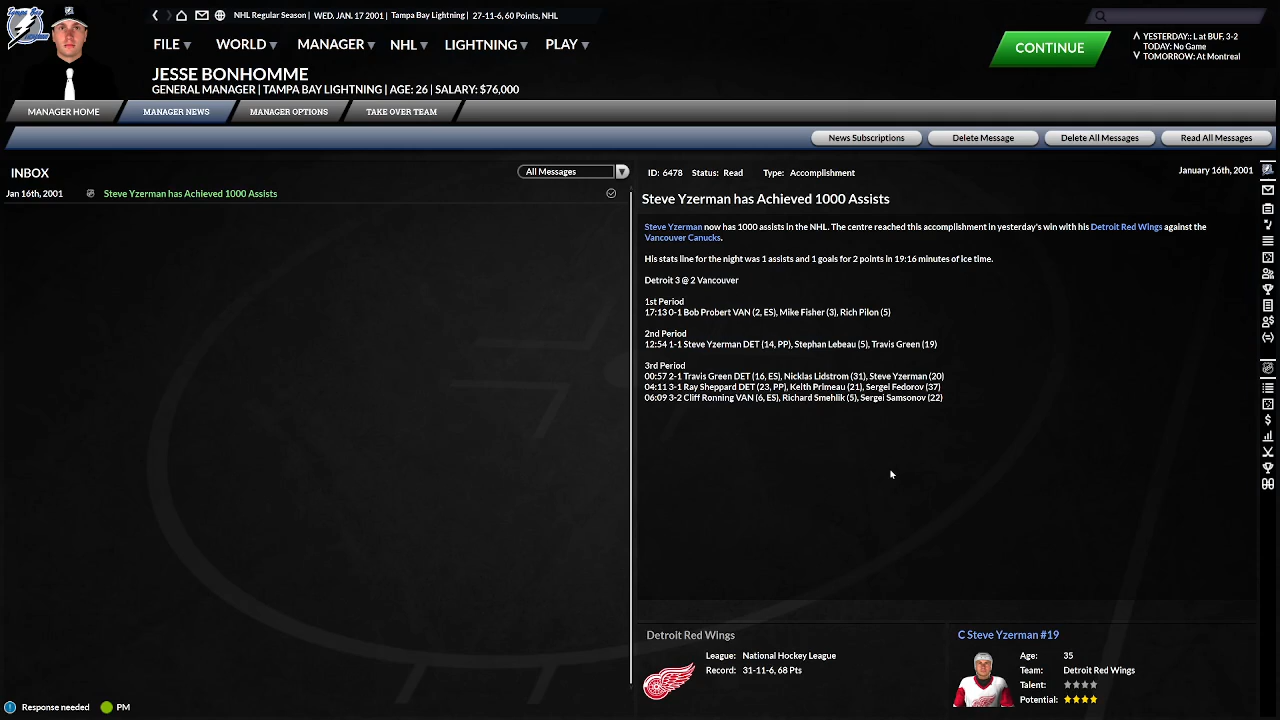 NHL Regular Season | WED. JAN. 17 2001 | Tampa Bay Lightning | 27-11-6, 60 Points, NHL
FILE WORLD MANAGER NHL LIGHTNING PLAY
CONTINUE
YESTERDAY:: L at BUF, 3-2
TODAY: No Game
TOMORROW: At Montreal
JESSE BONHOMME
GENERAL MANAGER | TAMPA BAY LIGHTNING | AGE: 26 | SALARY: $76,000
MANAGER HOME MANAGER NEWS MANAGER OPTIONS TAKE OVER TEAM
News Subscriptions Delete Message Delete All Messages Read All Messages
INBOX
All Messages
Jan 16th, 2001 Steve Yzerman has Achieved 1000 Assists
ID: 6478 Status: Read Type: Accomplishment January 16th, 2001
Steve Yzerman has Achieved 1000 Assists
Steve Yzerman now has 1000 assists in the NHL. The centre reached this accomplishment in yesterday's win with his Detroit Red Wings against the
Vancouver Canucks.
His stats line for the night was 1 assists and 1 goals for 2 points in 19:16 minutes of ice time.
Detroit 3 @ 2 Vancouver
1st Period
17:13 0-1 Bob Probert VAN (2, ES), Mike Fisher (3), Rich Pilon (5)
2nd Period
12:54 1-1 Steve Yzerman DET (14, PP), Stephan Lebeau (5), Travis Green (19)
3rd Period
00:57 2-1 Travis Green DET (16, ES), Nicklas Lidstrom (31), Steve Yzerman (20)
04:11 3-1 Ray Sheppard DET (23, PP), Keith Primeau (21), Sergei Fedorov (37)
06:09 3-2 Cliff Ronning VAN (6, ES), Richard Smehlik (5), Sergei Samsonov (22)
Detroit Red Wings
League: National Hockey League
Record: 31-11-6, 68 Pts
C Steve Yzerman #19
Age: 35
Team: Detroit Red Wings
Talent:
Potential:
Response needed PM